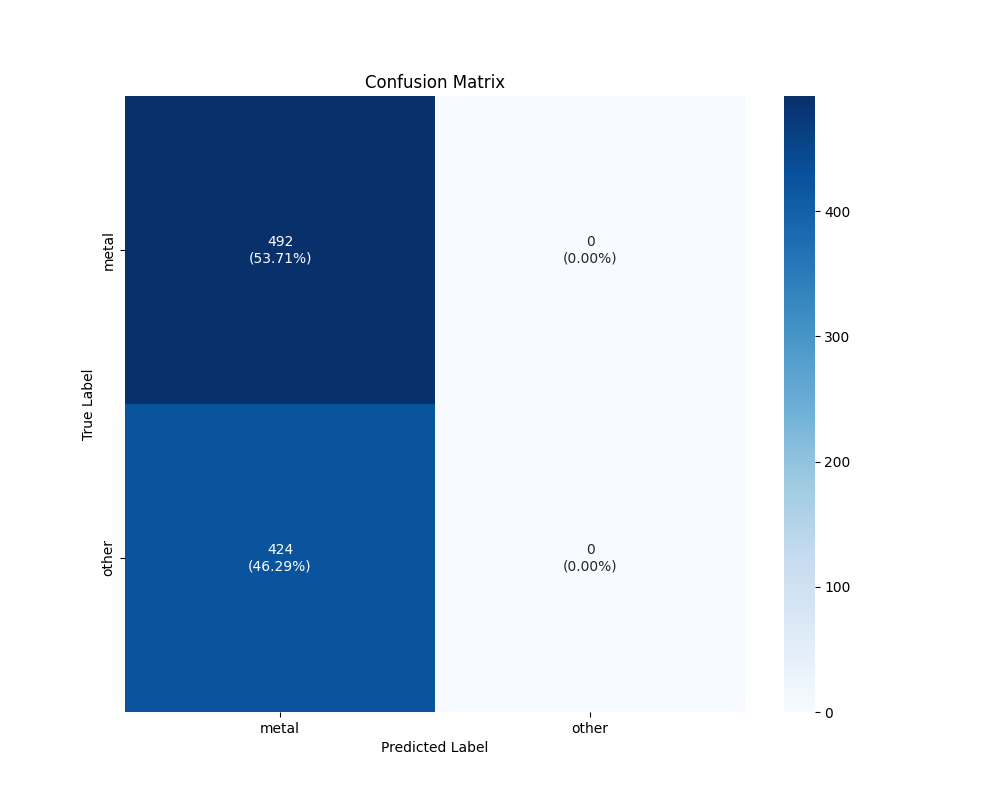 Confusion Matrix
True Label
metal
492
(53.71%)
0
(0.00%)
other
424
(46.29%)
0
(0.00%)
metal
other
Predicted Label
400
300
200
100
0